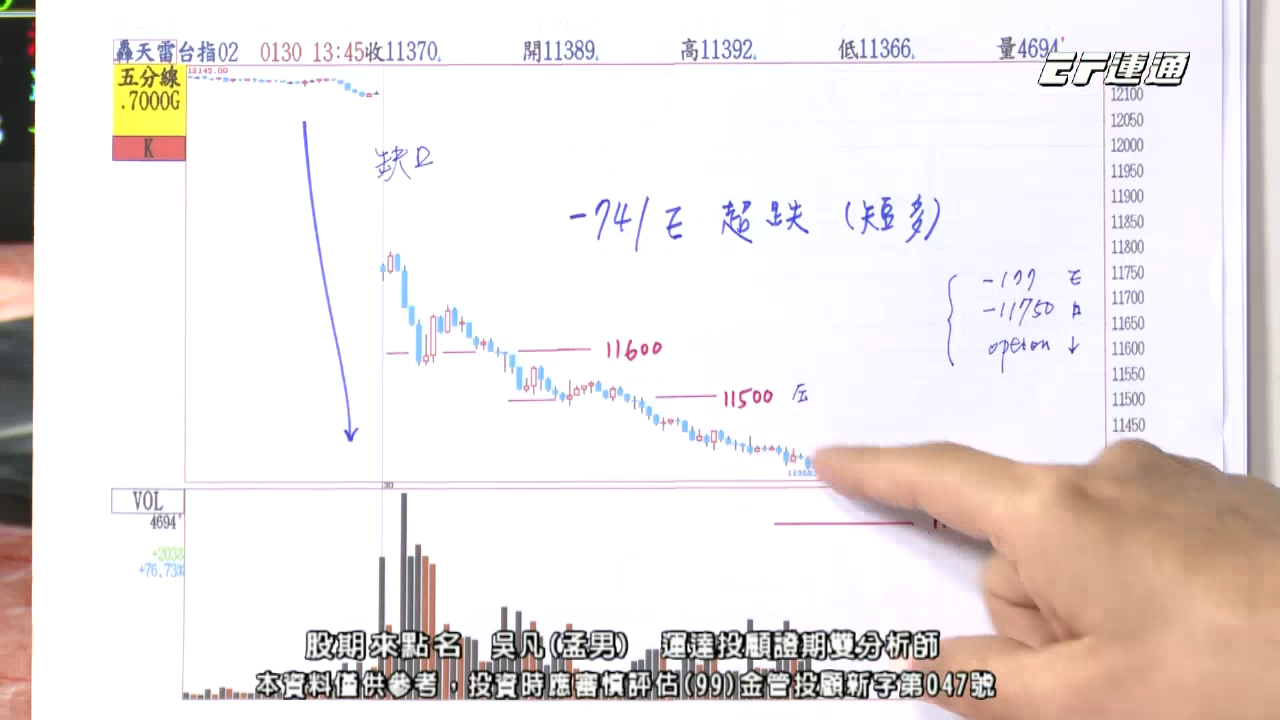 轟天雷台指02 0130 13:45收11370. 開11389. 高11392. 低11366. 量4694'
EF運通
五分線
.7000G
K
12145.00
缺口
-741E 超跌 (短多)
11600
11500
12100
12050
12000
11950
11900
11850
11800
11750
11700
11650
11600
11550
11500
11450
-11750
30
VOL
4694'
+2038
+76.73%
股期來點名 吳凡(孟男) 運達投顧證期雙分析師
本資料僅供參考，投資時應審慎評估(99)金管投顧新字第047號